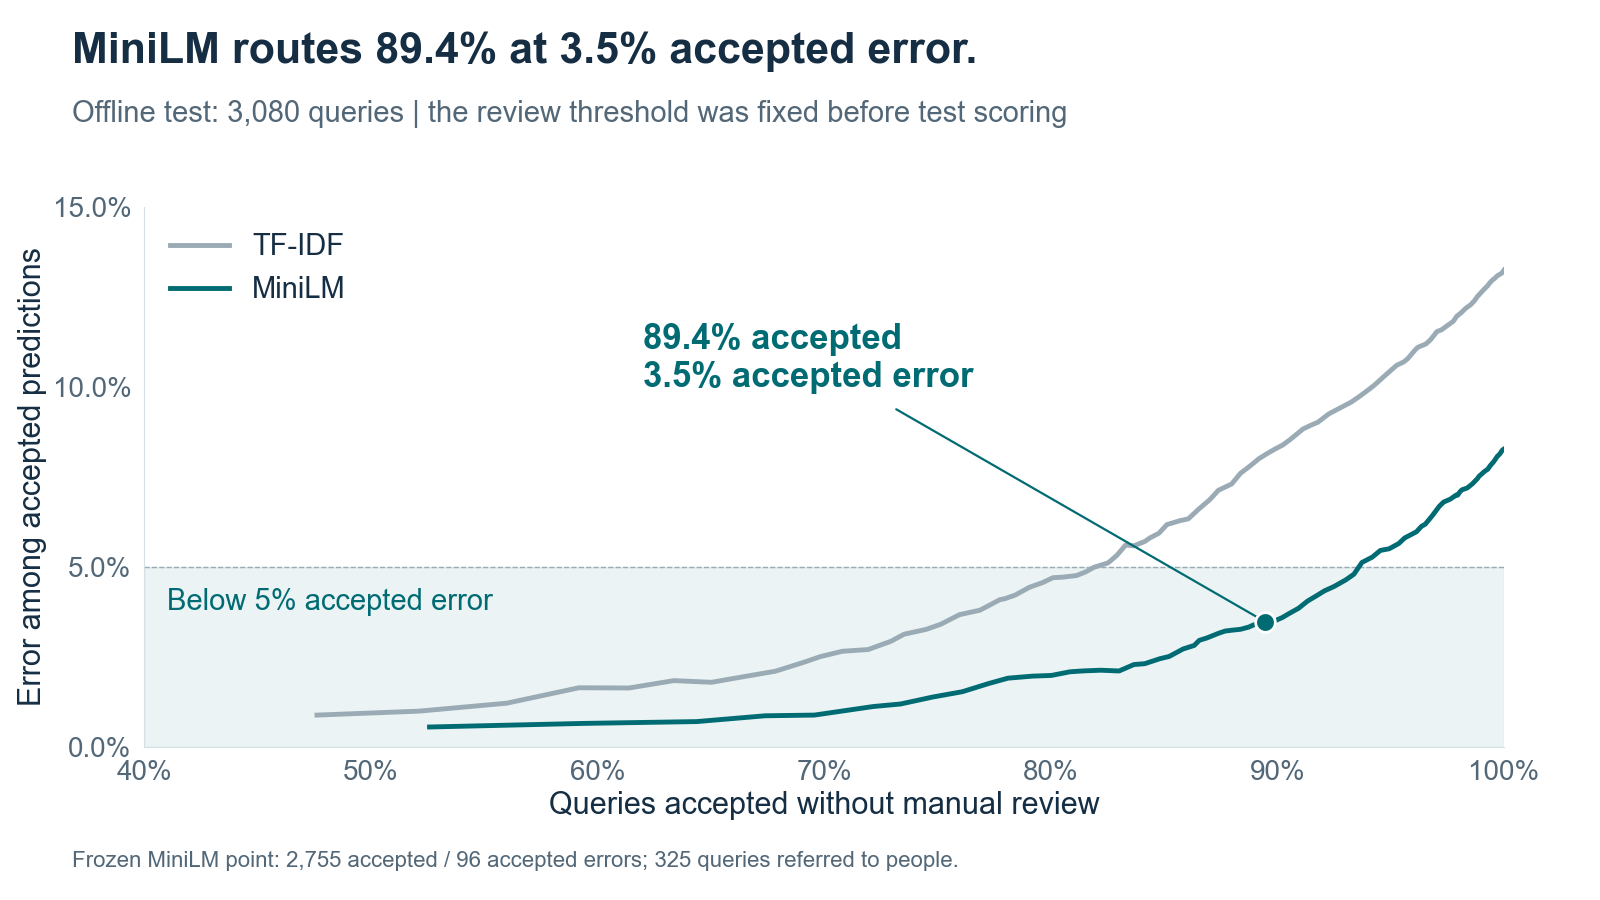 MiniLM routes 89.4% at 3.5% accepted error.
Offline test: 3,080 queries | the review threshold was fixed before test scoring
15.0%
10.0%
5.0%
0.0%
Error among accepted predictions
TF-IDF
MiniLM
89.4% accepted
3.5% accepted error
Below 5% accepted error
40%
50%
60%
70%
80%
90%
100%
Queries accepted without manual review
Frozen MiniLM point: 2,755 accepted / 96 accepted errors; 325 queries referred to people.